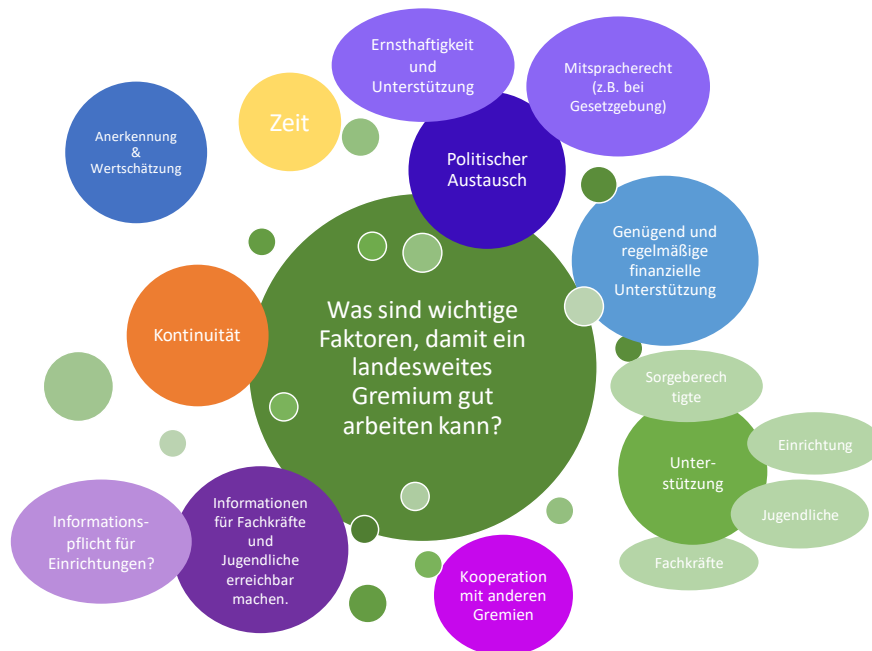 Ernsthaftigkeit
und
Unterstützung
Mitspracherecht
(z.B. bei
Gesetzgebung)
Zeit
Anerkennung
&
Wertschätzung
Politischer
Austausch
Genügend und
regelmäßige
finanzielle
Unterstützung
Was sind wichtige
Faktoren, damit ein
landesweites
Gremium gut
arbeiten kann?
Kontinuität
Sorgeberech
tigte
Einrichtung
Unter-
stützung
Jugendliche
Fachkräfte
Informations-
pflicht für
Einrichtungen?
Informationen
für Fachkräfte
und
Jugendliche
erreichbar
machen.
Kooperation
mit anderen
Gremien